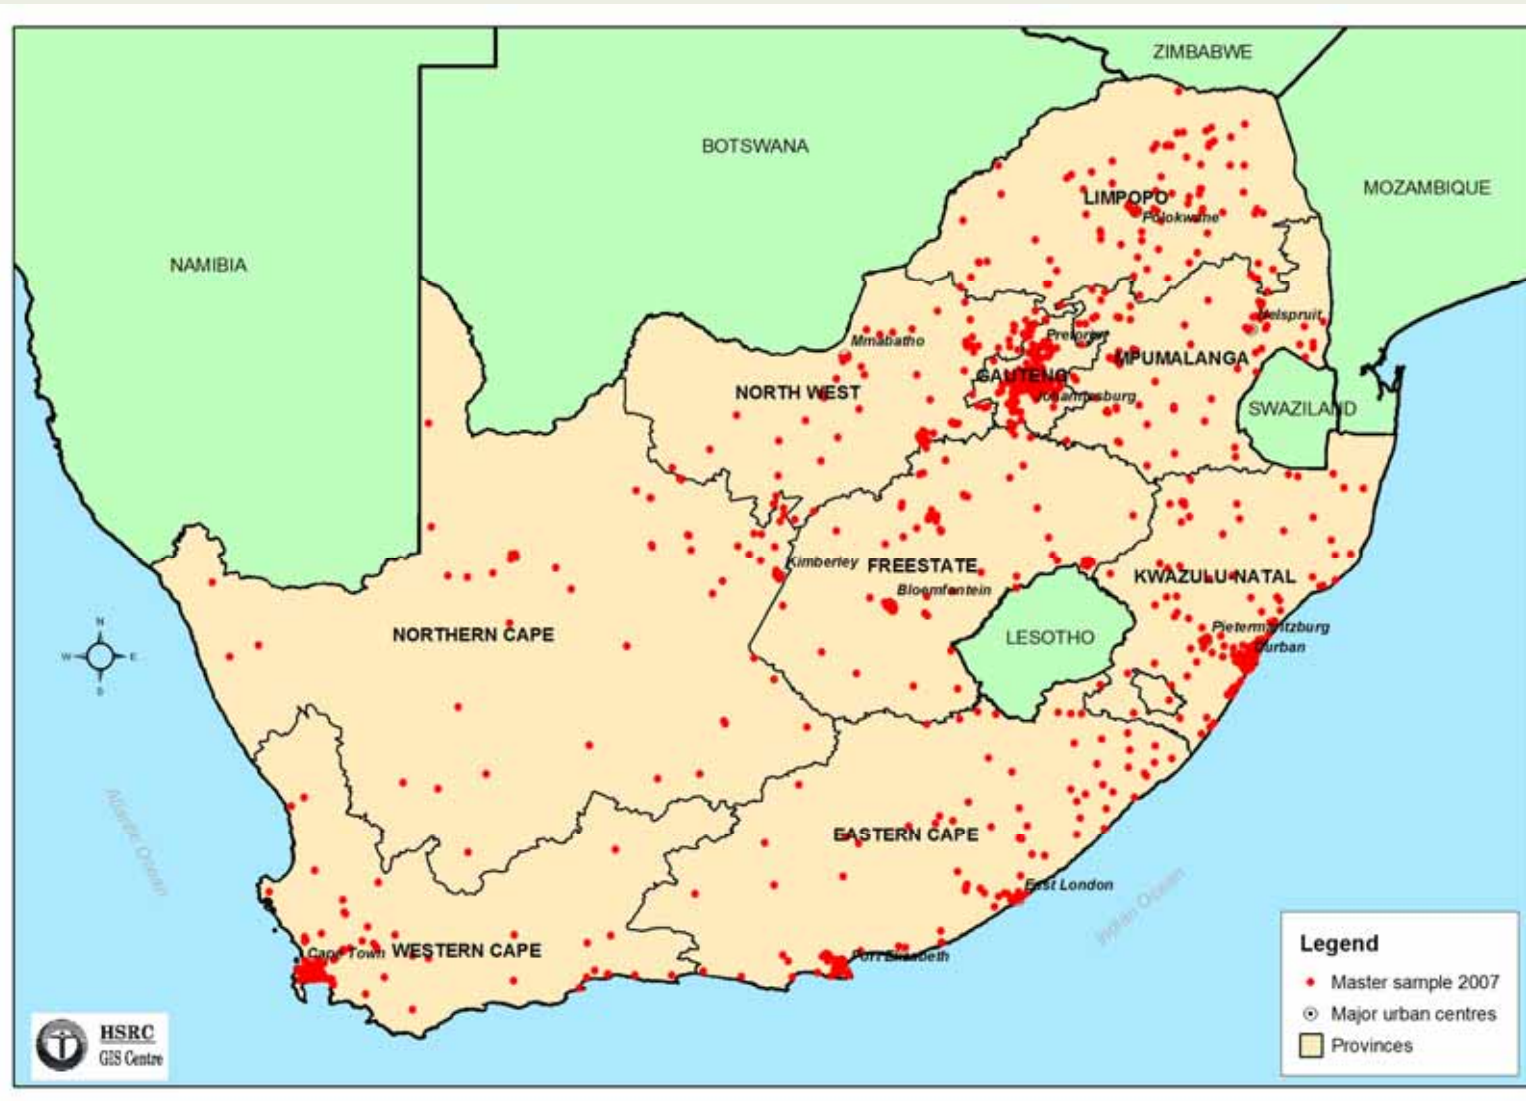 ZIMBABWE
BOTSWANA
MOZAMBIQUE
LIMPOPO
Polokwane
NAMIBIA
Nelspruit
Pretoria
Mmabatho
MPUMALANGA
GAUTENG
NORTH WEST
Johannesburg
SWAZILAND
Kimberley
FREESTATE
KWAZULU-NATAL
Bloemfontein
N
W
E
S
NORTHERN CAPE
LESOTHO
Pietermaritzburg
Durban
Atlantic Ocean
EASTERN CAPE
East London
Indian Ocean
Cape Town
WESTERN CAPE
Port Elizabeth
Legend
Master sample 2007
Major urban centres
Provinces
HSRC
GIS Centre